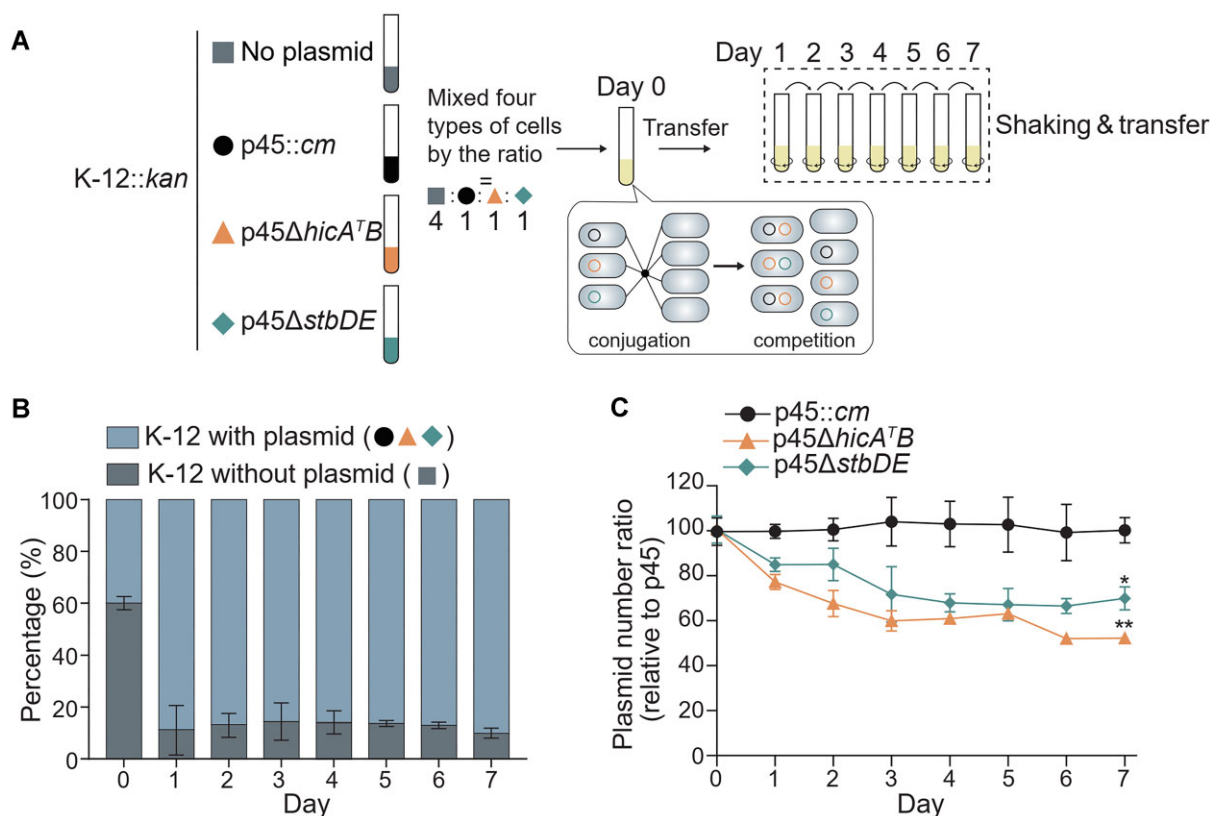 A
K-12::kan
No plasmid
p45::cm
p45ΔhicAᵀB
p45ΔstbDE
Mixed four
types of cells
by the ratio
=
: : :
4 1 1 1
Day 0
Transfer
Day 1 2 3 4 5 6 7
Shaking & transfer
conjugation
competition
B
K-12 with plasmid ( )
K-12 without plasmid ( )
Percentage (%)
100
80
60
40
20
0
0 1 2 3 4 5 6 7
Day
C
p45::cm
p45ΔhicAᵀB
p45ΔstbDE
Plasmid number ratio
(relative to p45)
120
100
80
60
40
20
0
*
**
0 1 2 3 4 5 6 7
Day